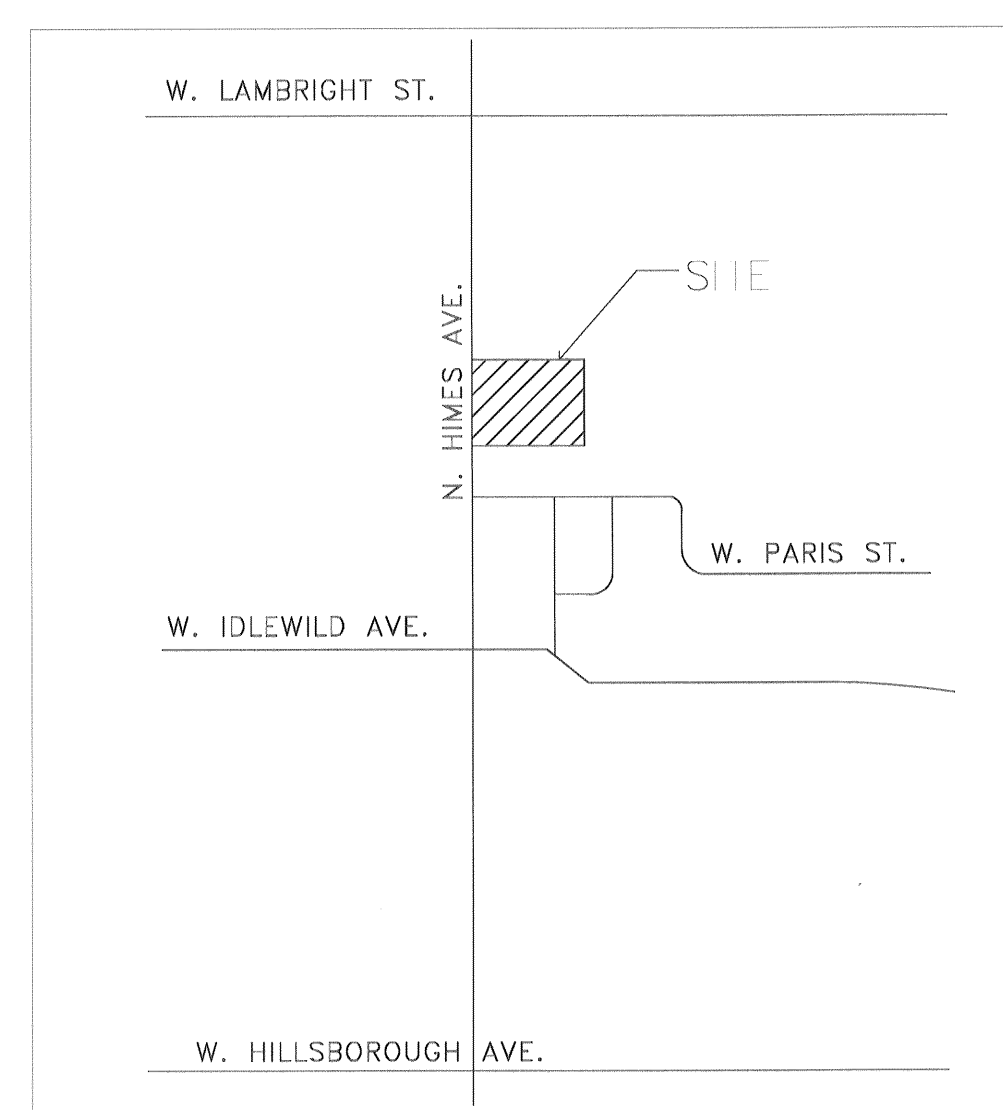 W. LAMBRIGHT ST.
SITE
N. HIMES AVE.
W. PARIS ST.
W. IDLEWILD AVE.
W. HILLSBOROUGH AVE.